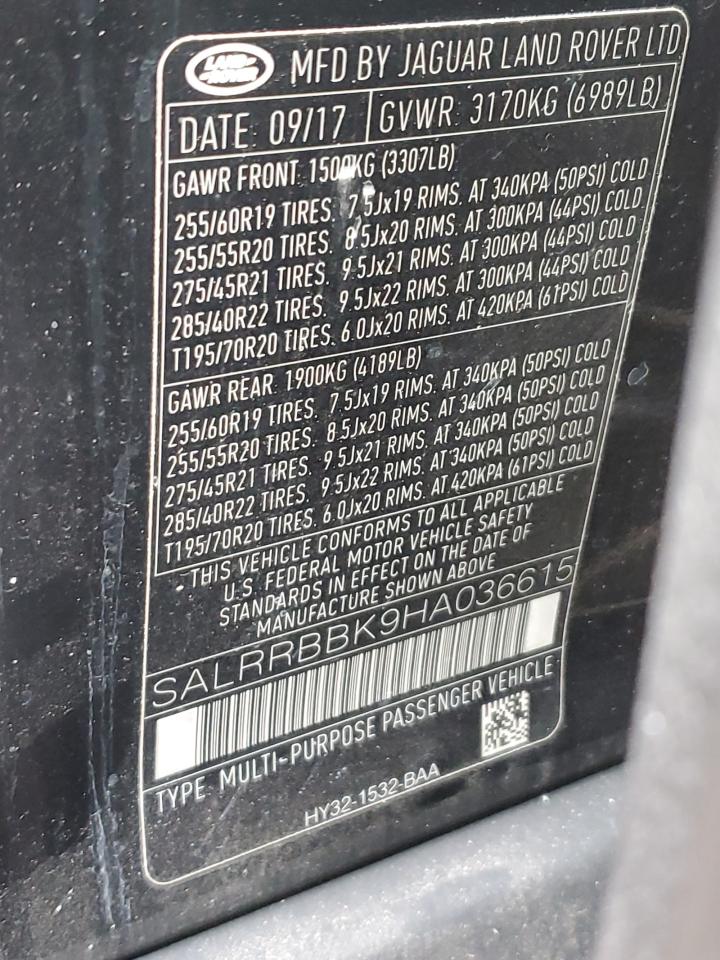 LAND ROVER MFD BY JAGUAR LAND ROVER LTD
DATE: 09/17 GVWR: 3170KG (6989LB)
GAWR FRONT: 1500KG (3307LB)
255/60R19 TIRES. 7.5Jx19 RIMS. AT 340KPA (50PSI) COLD
255/55R20 TIRES. 8.5Jx20 RIMS. AT 300KPA (44PSI) COLD
275/45R21 TIRES. 9.5Jx21 RIMS. AT 300KPA (44PSI) COLD
285/40R22 TIRES. 9.5Jx22 RIMS. AT 300KPA (44PSI) COLD
T195/70R20 TIRES. 6.0Jx20 RIMS. AT 420KPA (61PSI) COLD
GAWR REAR: 1900KG (4189LB)
255/60R19 TIRES. 7.5Jx19 RIMS. AT 340KPA (50PSI) COLD
255/55R20 TIRES. 8.5Jx20 RIMS. AT 340KPA (50PSI) COLD
275/45R21 TIRES. 9.5Jx21 RIMS. AT 340KPA (50PSI) COLD
285/40R22 TIRES. 9.5Jx22 RIMS. AT 340KPA (50PSI) COLD
T195/70R20 TIRES. 6.0Jx20 RIMS. AT 420KPA (61PSI) COLD
THIS VEHICLE CONFORMS TO ALL APPLICABLE
U.S. FEDERAL MOTOR VEHICLE SAFETY
STANDARDS IN EFFECT ON THE DATE OF
MANUFACTURE SHOWN ABOVE
SALRRBBK9HA036615
TYPE: MULTI-PURPOSE PASSENGER VEHICLE
HY32-1532-BAA